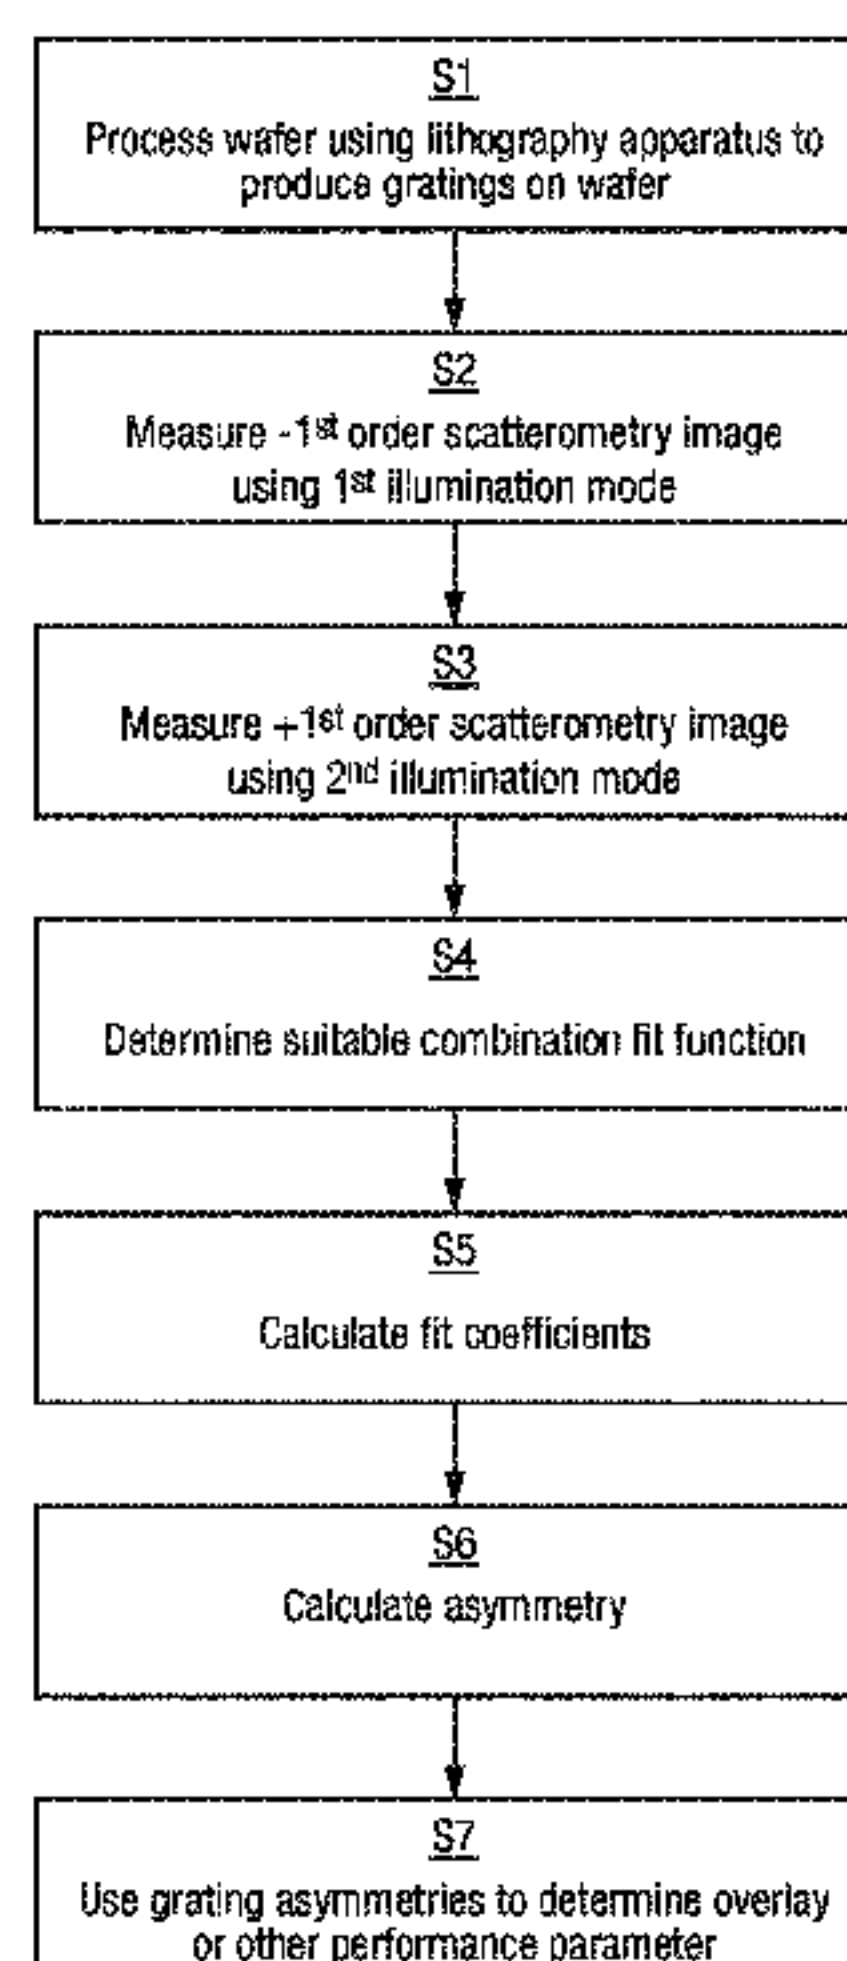 S1
Process wafer using lithography apparatus to
produce gratings on wafer
S2
Measure -1st order scatterometry image
using 1st illumination mode
S3
Measure +1st order scatterometry image
using 2nd illumination mode
S4
Determine suitable combination fit function
S5
Calculate fit coefficients
S6
Calculate asymmetry
S7
Use grating asymmetries to determine overlay
or other performance parameter